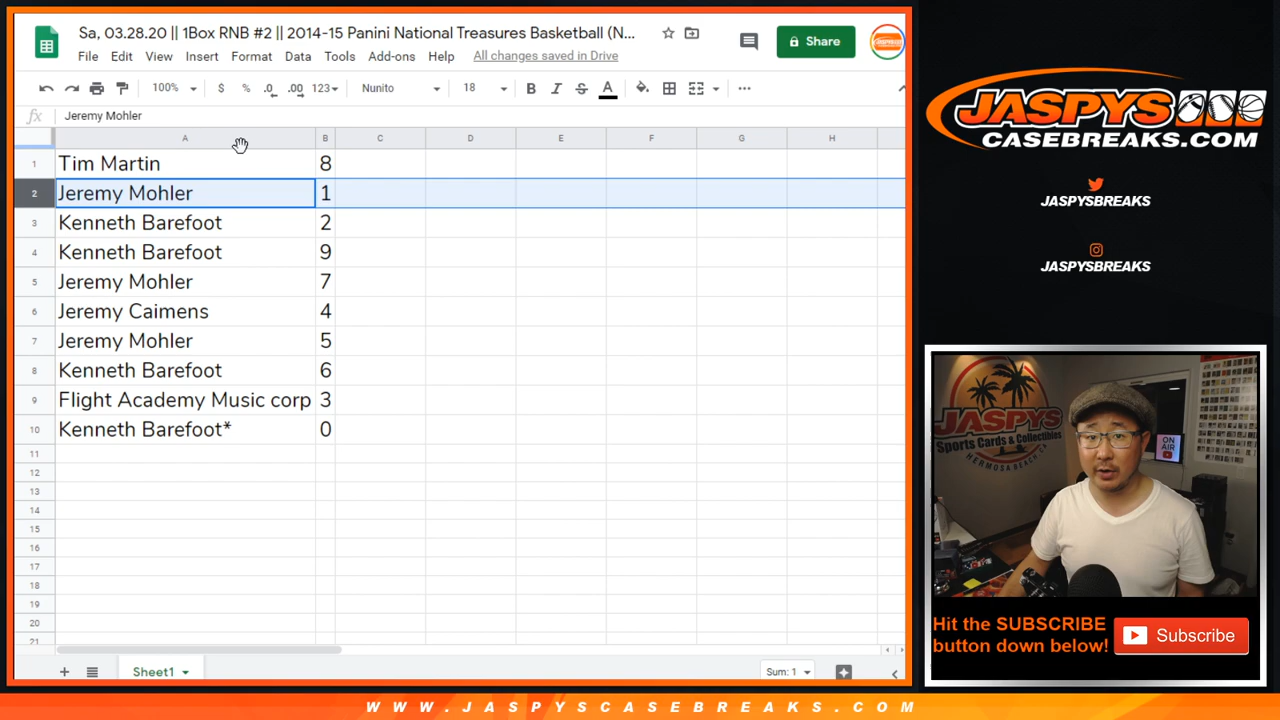 Sa, 03.28.20 || 1Box RNB #2 || 2014-15 Panini National Treasures Basketball (N...
File Edit View Insert Format Data Tools Add-ons Help All changes saved in Drive
Share
100% $ % .0 .00 123 Nunito 18 B I S A
fx Jeremy Mohler
A B C D E F G H
1 Tim Martin 8
2 Jeremy Mohler 1
3 Kenneth Barefoot 2
4 Kenneth Barefoot 9
5 Jeremy Mohler 7
6 Jeremy Caimens 4
7 Jeremy Mohler 5
8 Kenneth Barefoot 6
9 Flight Academy Music corp 3
10 Kenneth Barefoot* 0
11
12
13
14
15
16
17
18
19
20
21
Sheet1
Sum: 1
JASPYS
CASEBREAKS.COM
JASPYSBREAKS
JASPYSBREAKS
JASPYS
Sports Cards & Collectibles
HERMOSA BEACH, CA
ON
AIR
Hit the SUBSCRIBE
button down below!
Subscribe
WWW.JASPYSCASEBREAKS.COM